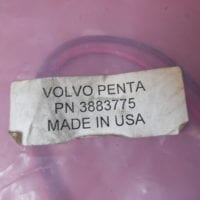 VOLVO PENTA
PN 3883775
MADE IN USA